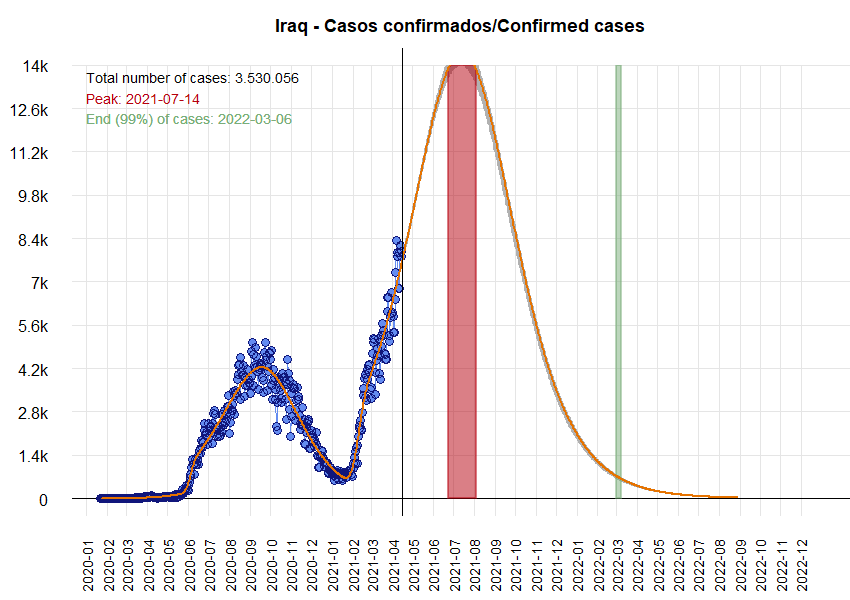 Iraq - Casos confirmados/Confirmed cases
Total number of cases: 3.530.056
Peak: 2021-07-14
End (99%) of cases: 2022-03-06
14k
12.6k
11.2k
9.8k
8.4k
7k
5.6k
4.2k
2.8k
1.4k
0
2020-01
2020-02
2020-03
2020-04
2020-05
2020-06
2020-07
2020-08
2020-09
2020-10
2020-11
2020-12
2021-01
2021-02
2021-03
2021-04
2021-05
2021-06
2021-07
2021-08
2021-09
2021-10
2021-11
2021-12
2022-01
2022-02
2022-03
2022-04
2022-05
2022-06
2022-07
2022-08
2022-09
2022-10
2022-11
2022-12